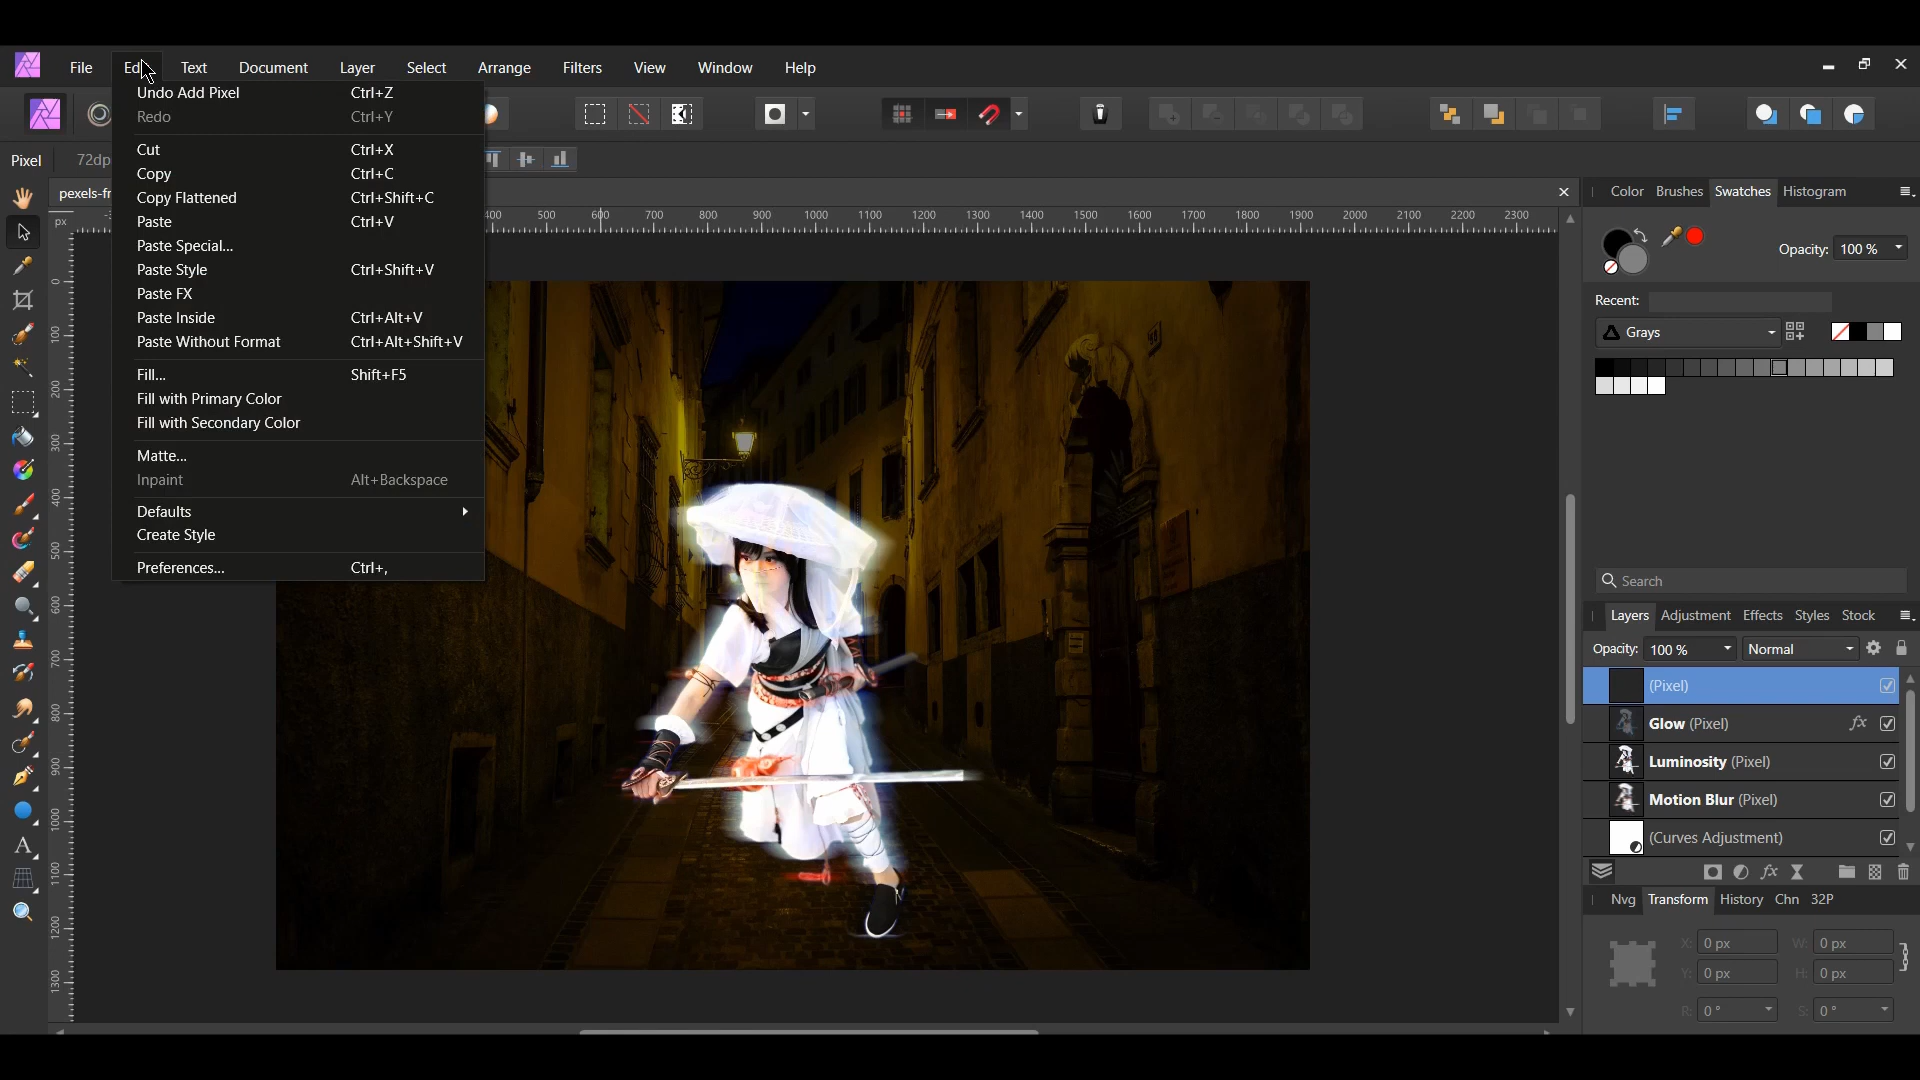 File Edi Text Document Layer Select Arrange Filters View Window Help
Undo Add Pixel Ctrl+Z
Redo Ctrl+Y
Cut Ctrl+X
Copy Ctrl+C
Copy Flattened Ctrl+Shift+C
Paste Ctrl+V
Paste Special...
Paste Style Ctrl+Shift+V
Paste FX
Paste Inside Ctrl+Alt+V
Paste Without Format Ctrl+Alt+Shift+V
Fill... Shift+F5
Fill with Primary Color
Fill with Secondary Color
Matte...
Inpaint Alt+Backspace
Defaults
Create Style
Preferences... Ctrl+,
Pixel 72dp
pexels-fr
px 400 500 600 700 800 900 1000 1100 1200 1300 1400 1500 1600 1700 1800 1900 2000 2100 2200 2300
0
100
200
300
400
500
600
700
800
900
1000
1100
1200
1300
Color Brushes Swatches Histogram
Opacity: 100 %
Recent:
Grays
Search
Layers Adjustment Effects Styles Stock
Opacity: 100 % Normal
(Pixel)
Glow (Pixel) fx
Luminosity (Pixel)
Motion Blur (Pixel)
(Curves Adjustment)
fx
Nvg Transform History Chn 32P
X: 0 px W: 0 px
Y: 0 px H: 0 px
R: 0 ° S: 0 °